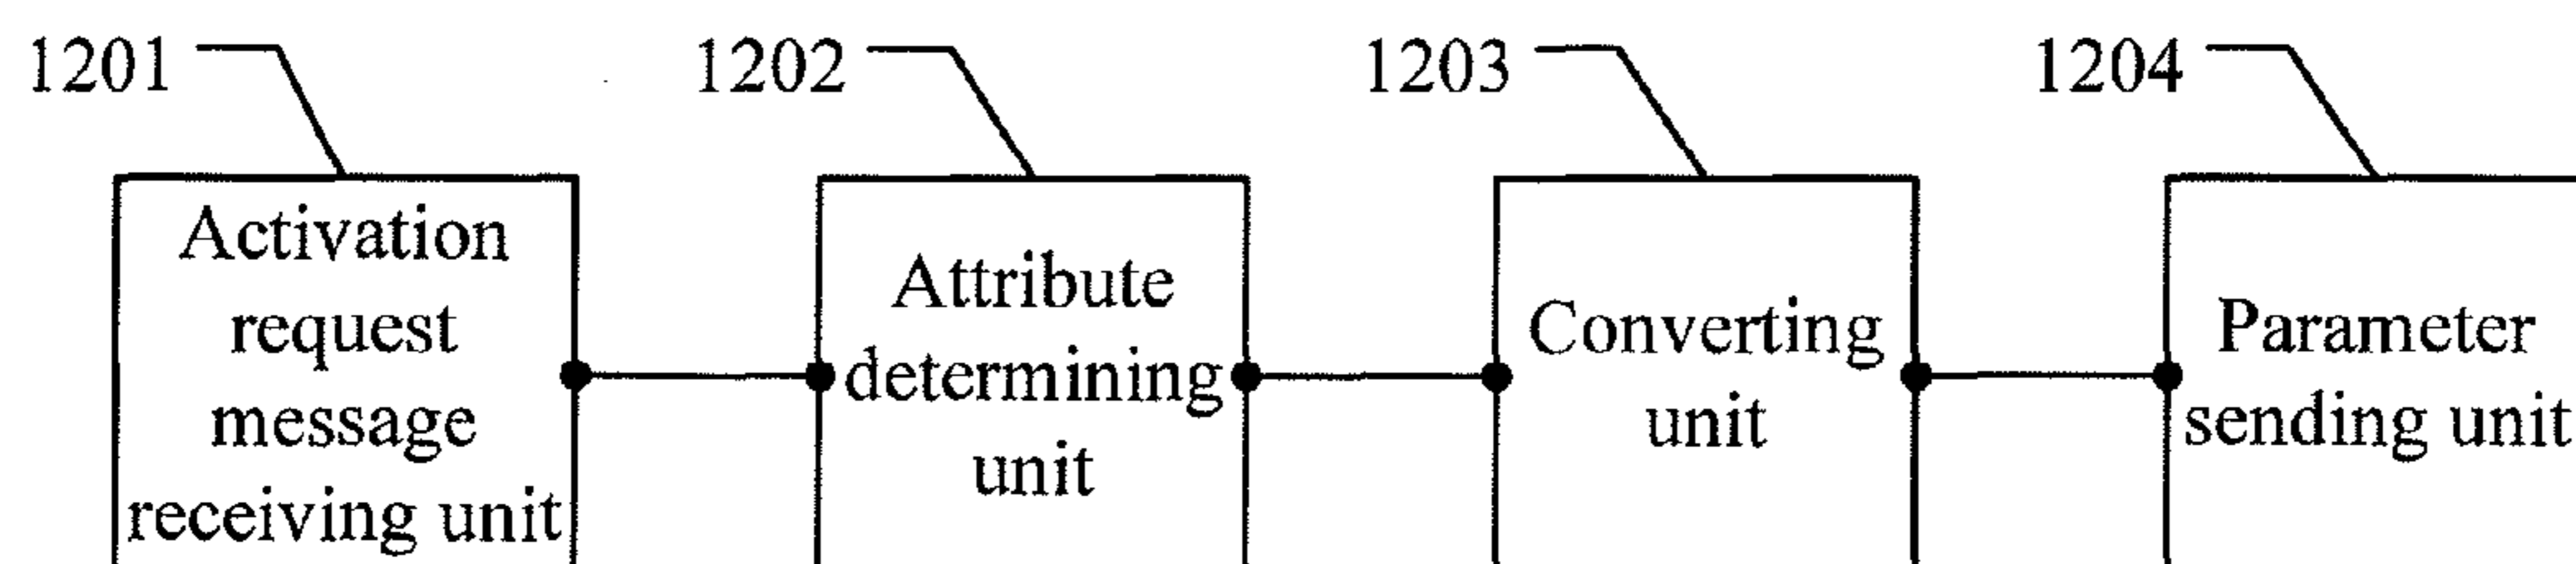 1201
1202
1203
1204
Activation
request
message
receiving unit
Attribute
determining
unit
Converting
unit
Parameter
sending unit